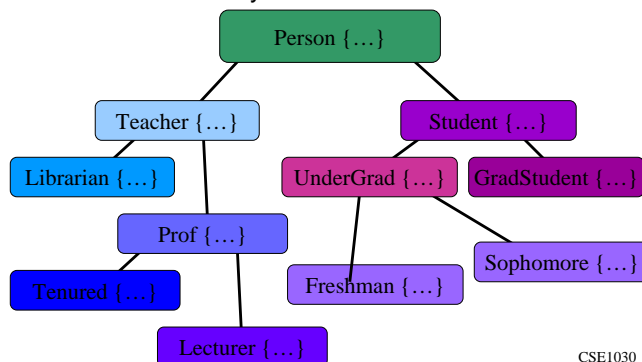 Person {…}
Teacher {…}
Student {…}
Librarian {…}
UnderGrad {…}
GradStudent {…}
Prof {…}
Sophomore {…}
Tenured {…}
Freshman {…}
Lecturer {…}
CSE1030